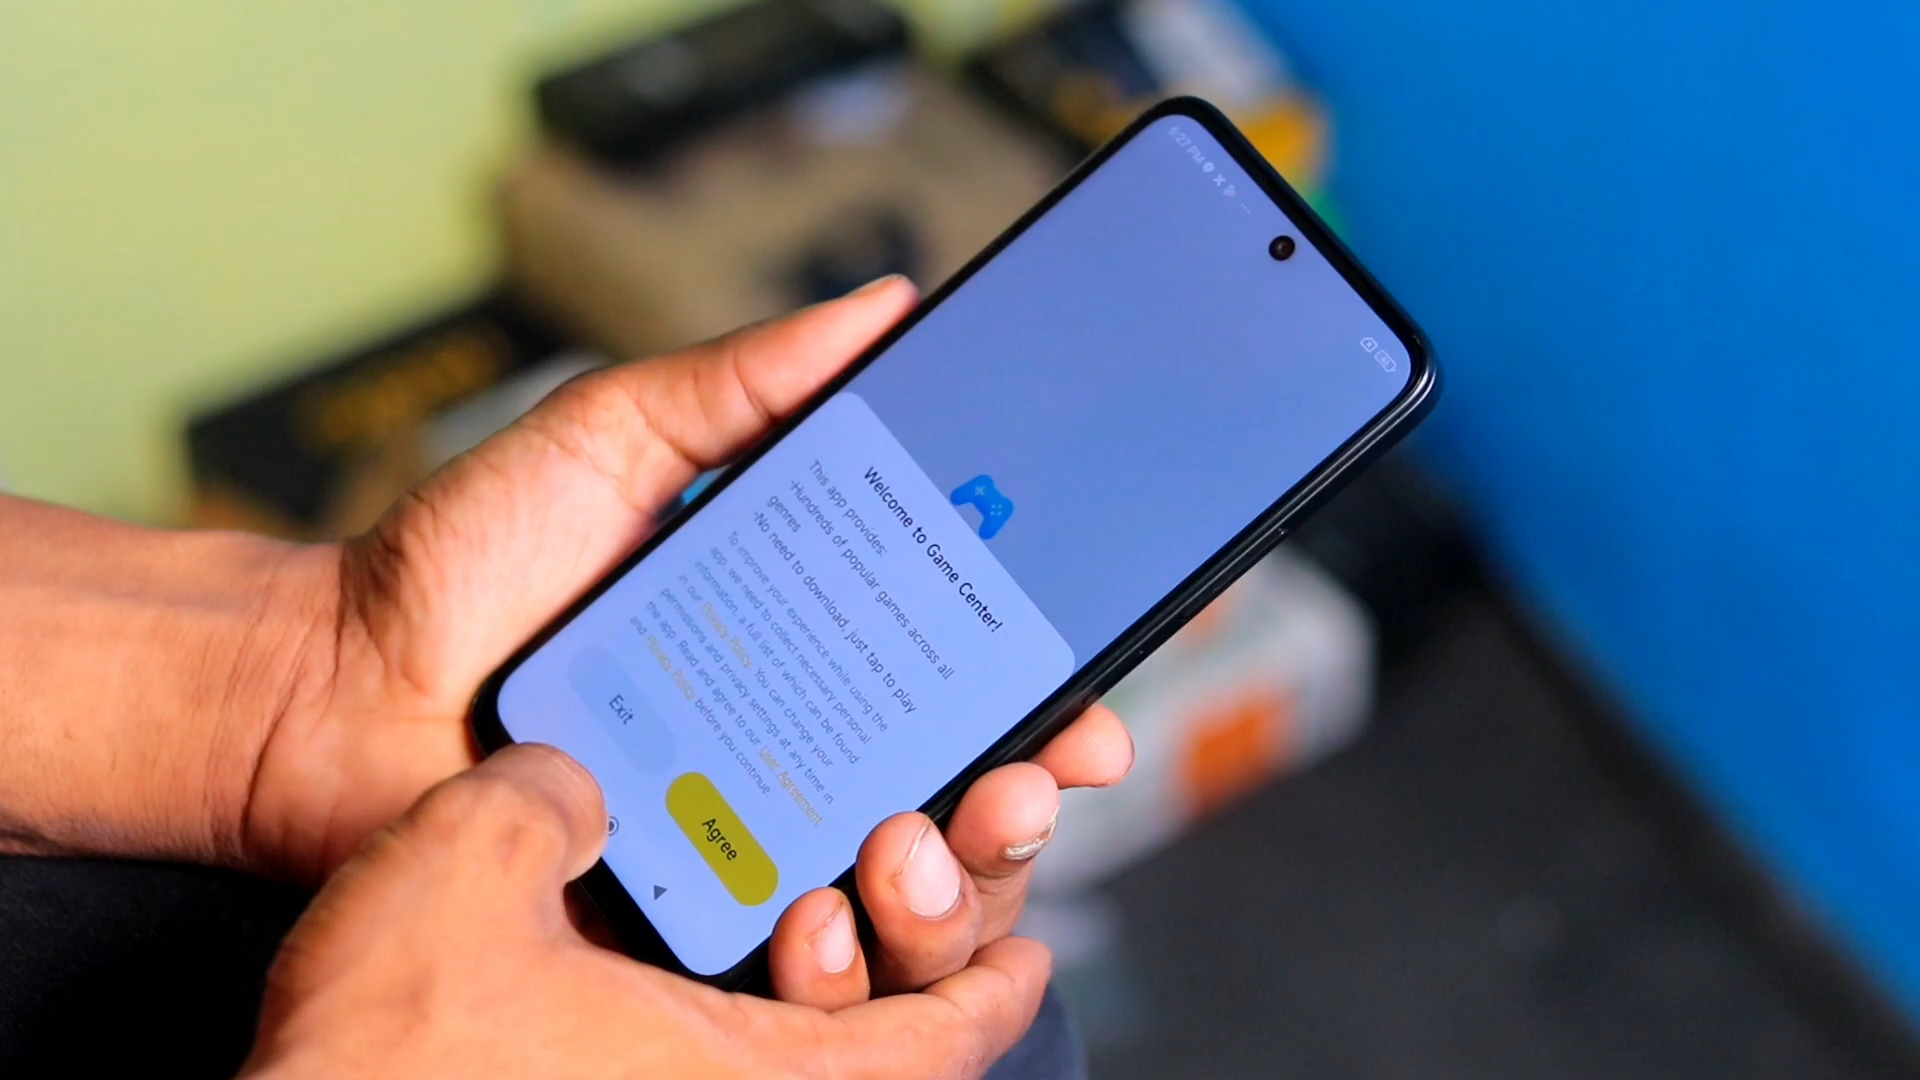 6:27 PM
Welcome to Game Center!
This app provides:
-Hundreds of popular games across all
genres
-No need to download, just tap to play
To improve your experience while using the
app, we need to collect necessary personal
information, a full list of which can be found
in our Privacy Policy. You can change your
permissions and privacy settings at any time in
the app. Read and agree to our User Agreement
and Privacy Policy before you continue.
Exit
Agree